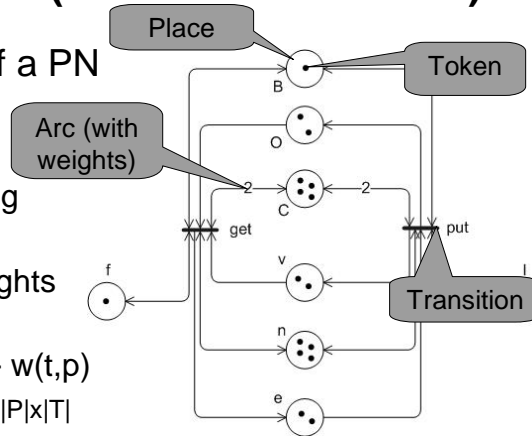 Place
f a PN
Token
B
Arc (with
weights)
O
2
2
C
g
get
put
f
v
ghts
l
Transition
n
w(t,p)
|P|x|T|
e